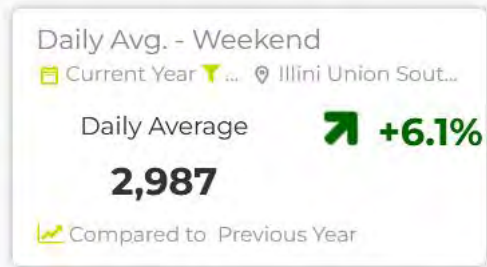 Daily Avg. - Weekend
Current Year ... Illini Union Sout...
Daily Average
+6.1%
2,987
Compared to Previous Year